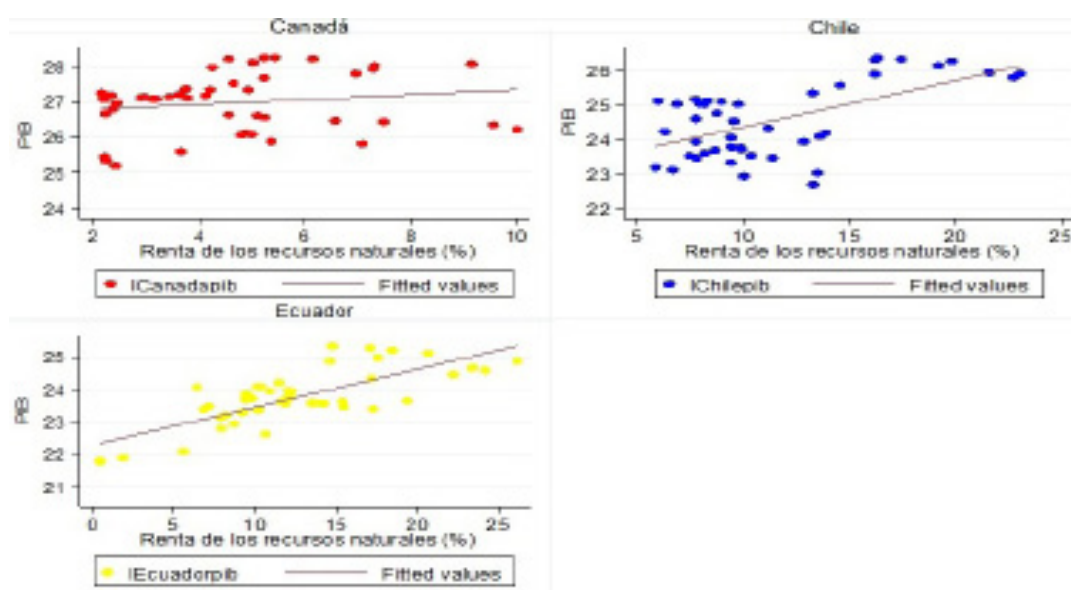 Canadá
PIB
28
27
26
25
24
2 4 6 8 10
Renta de los recursos naturales (%)
lCanadapib Fitted values
Chile
PIB
26
25
24
23
22
5 10 15 20 25
Renta de los recursos naturales (%)
lChilepib Fitted values
Ecuador
PIB
25
24
23
22
21
0 5 10 15 20 25
Renta de los recursos naturales (%)
lEcuadorpib Fitted values